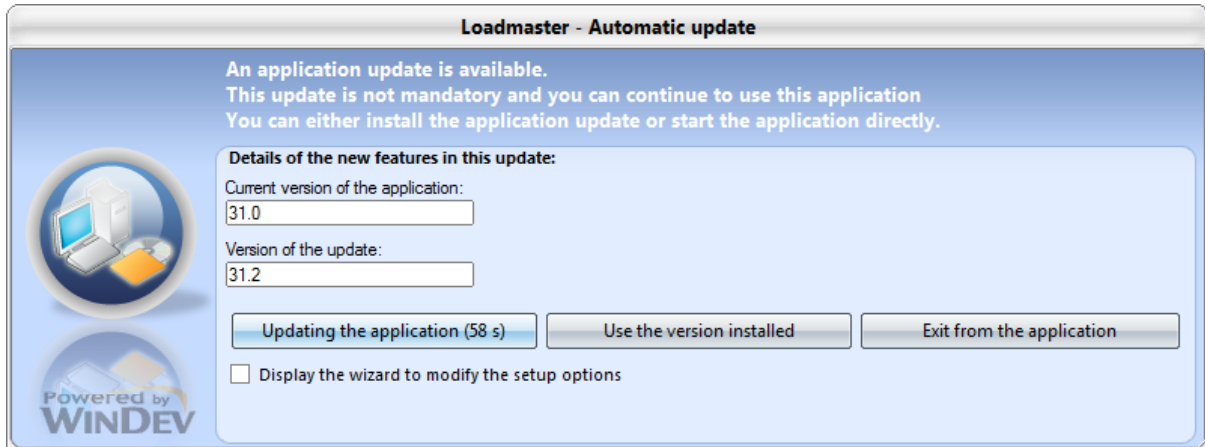 Loadmaster - Automatic update
An application update is available.
This update is not mandatory and you can continue to use this application
You can either install the application update or start the application directly.
Details of the new features in this update:
Current version of the application:
31.0
Version of the update:
31.2
Updating the application (58 s) Use the version installed Exit from the application
Display the wizard to modify the setup options
Powered by
WINDEV